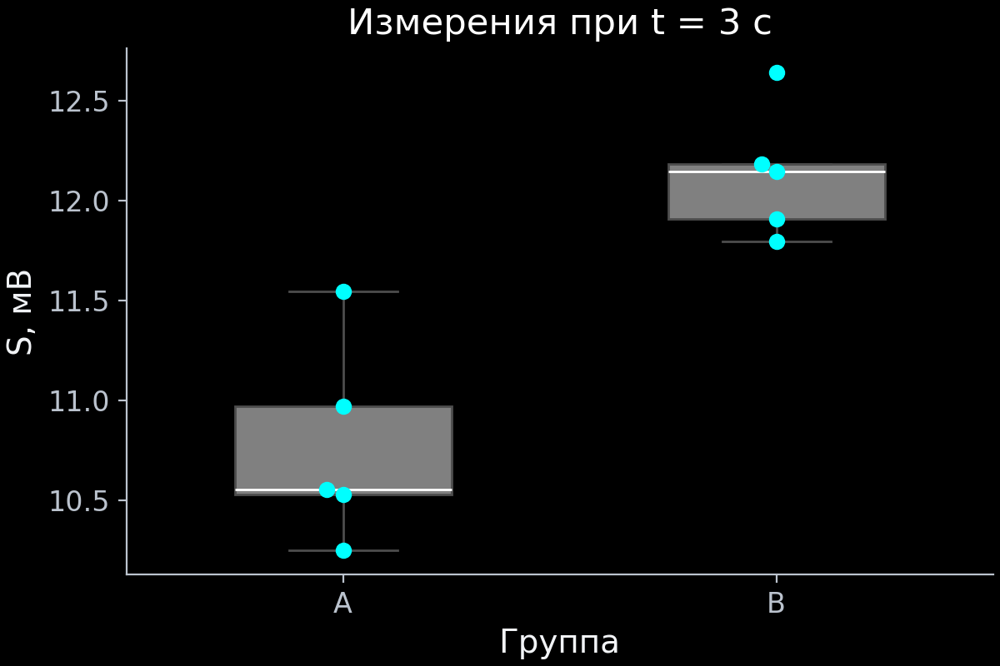 Измерения при t = 3 с
12.5
12.0
11.5
11.0
10.5
S, мВ
A
B
Группа